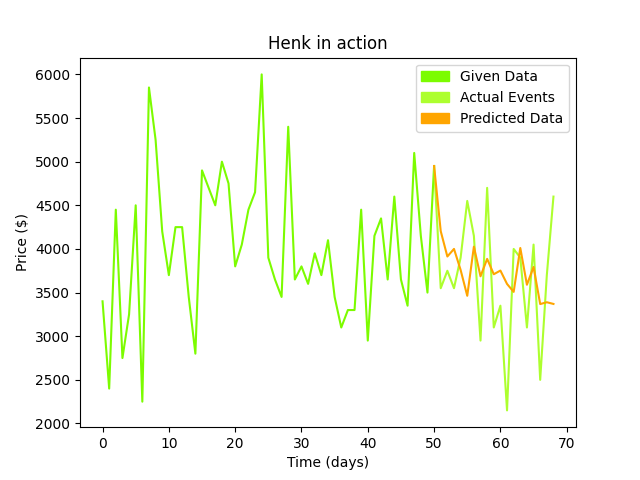 Henk in action
Given Data
Actual Events
Predicted Data
Price ($)
6000
5500
5000
4500
4000
3500
3000
2500
2000
0 10 20 30 40 50 60 70
Time (days)